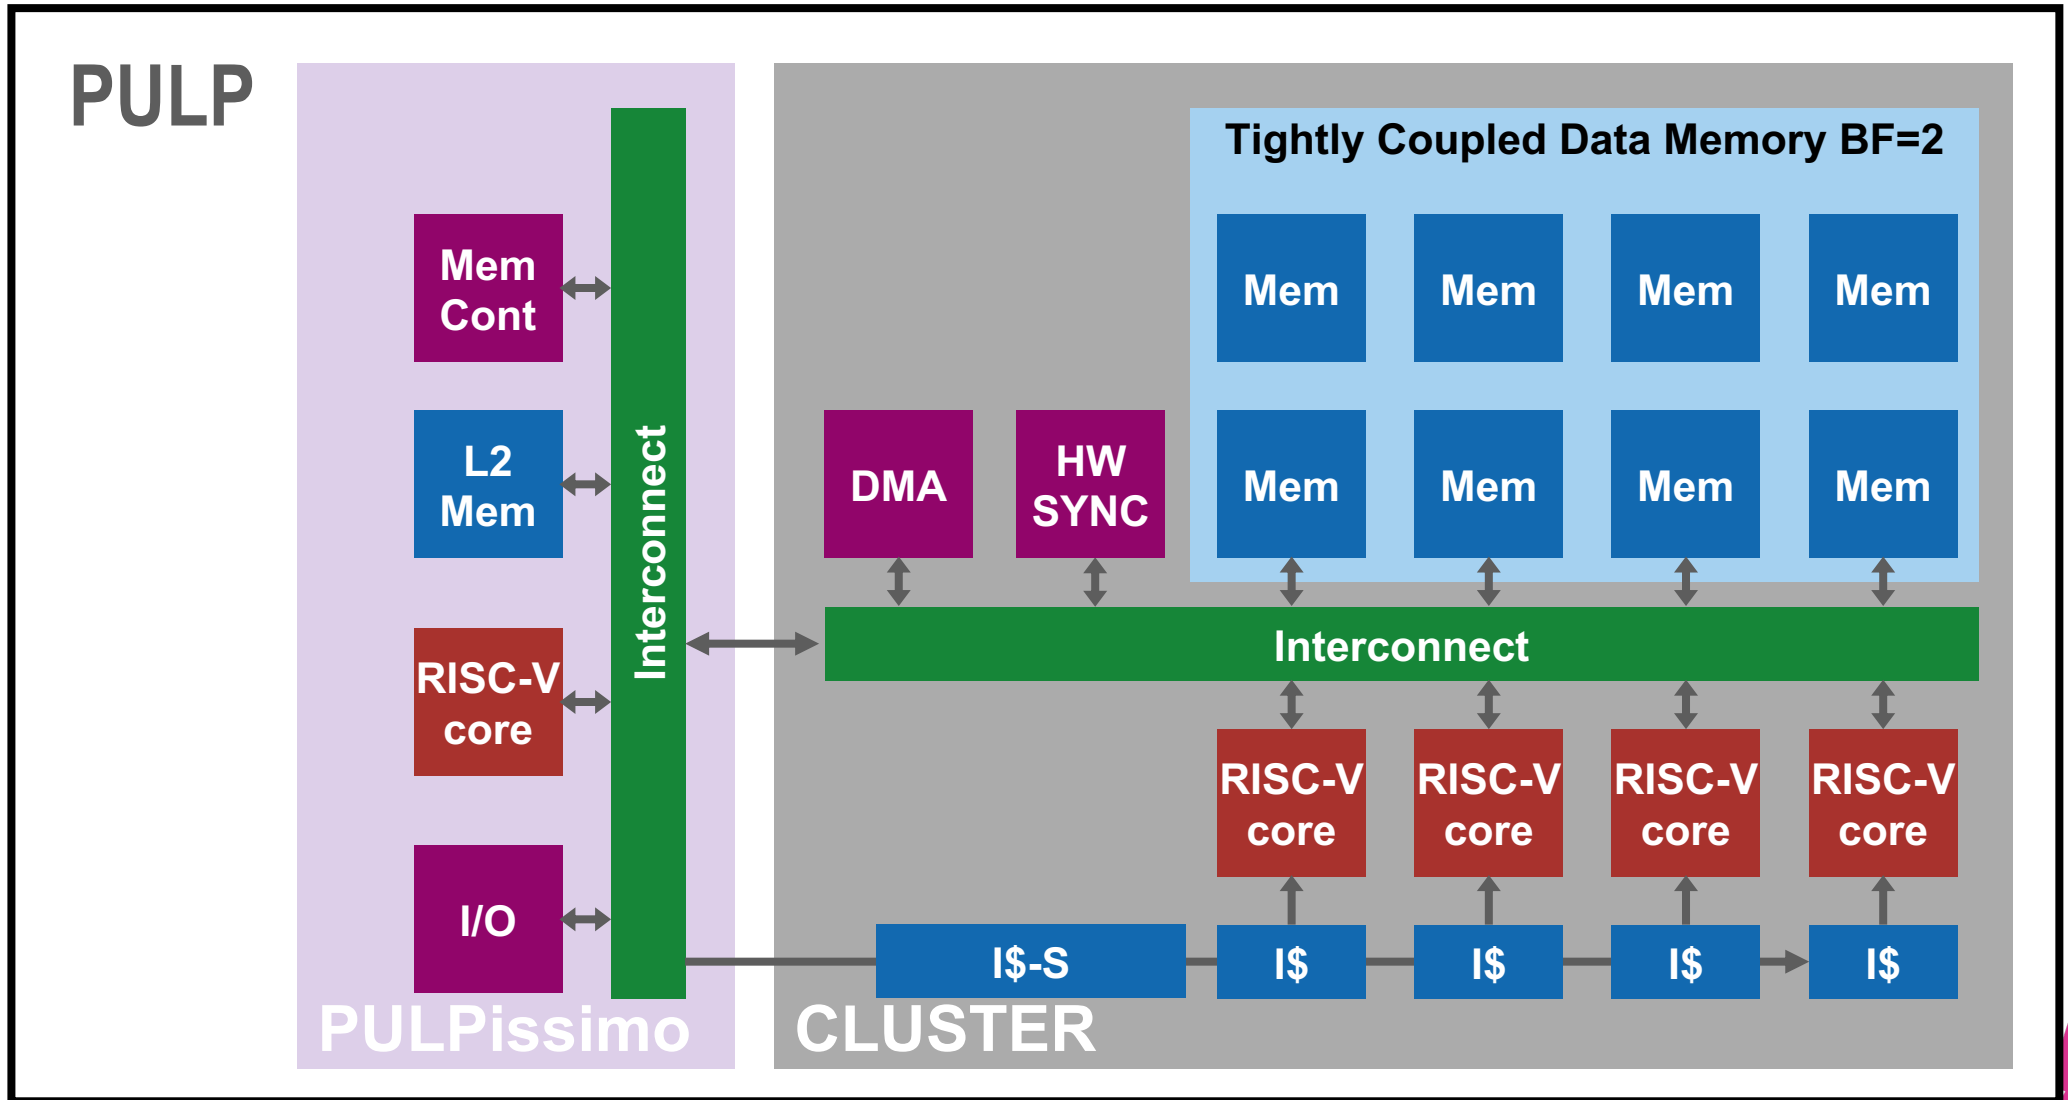 PULP
Mem
Cont
L2
Mem
RISC-V
core
I/O
Interconnect
PULPissimo
Tightly Coupled Data Memory BF=2
Mem Mem Mem Mem
DMA
HW
SYNC
Mem Mem Mem Mem
Interconnect
RISC-V
core
RISC-V
core
RISC-V
core
RISC-V
core
I$-S
I$ I$ I$ I$
CLUSTER